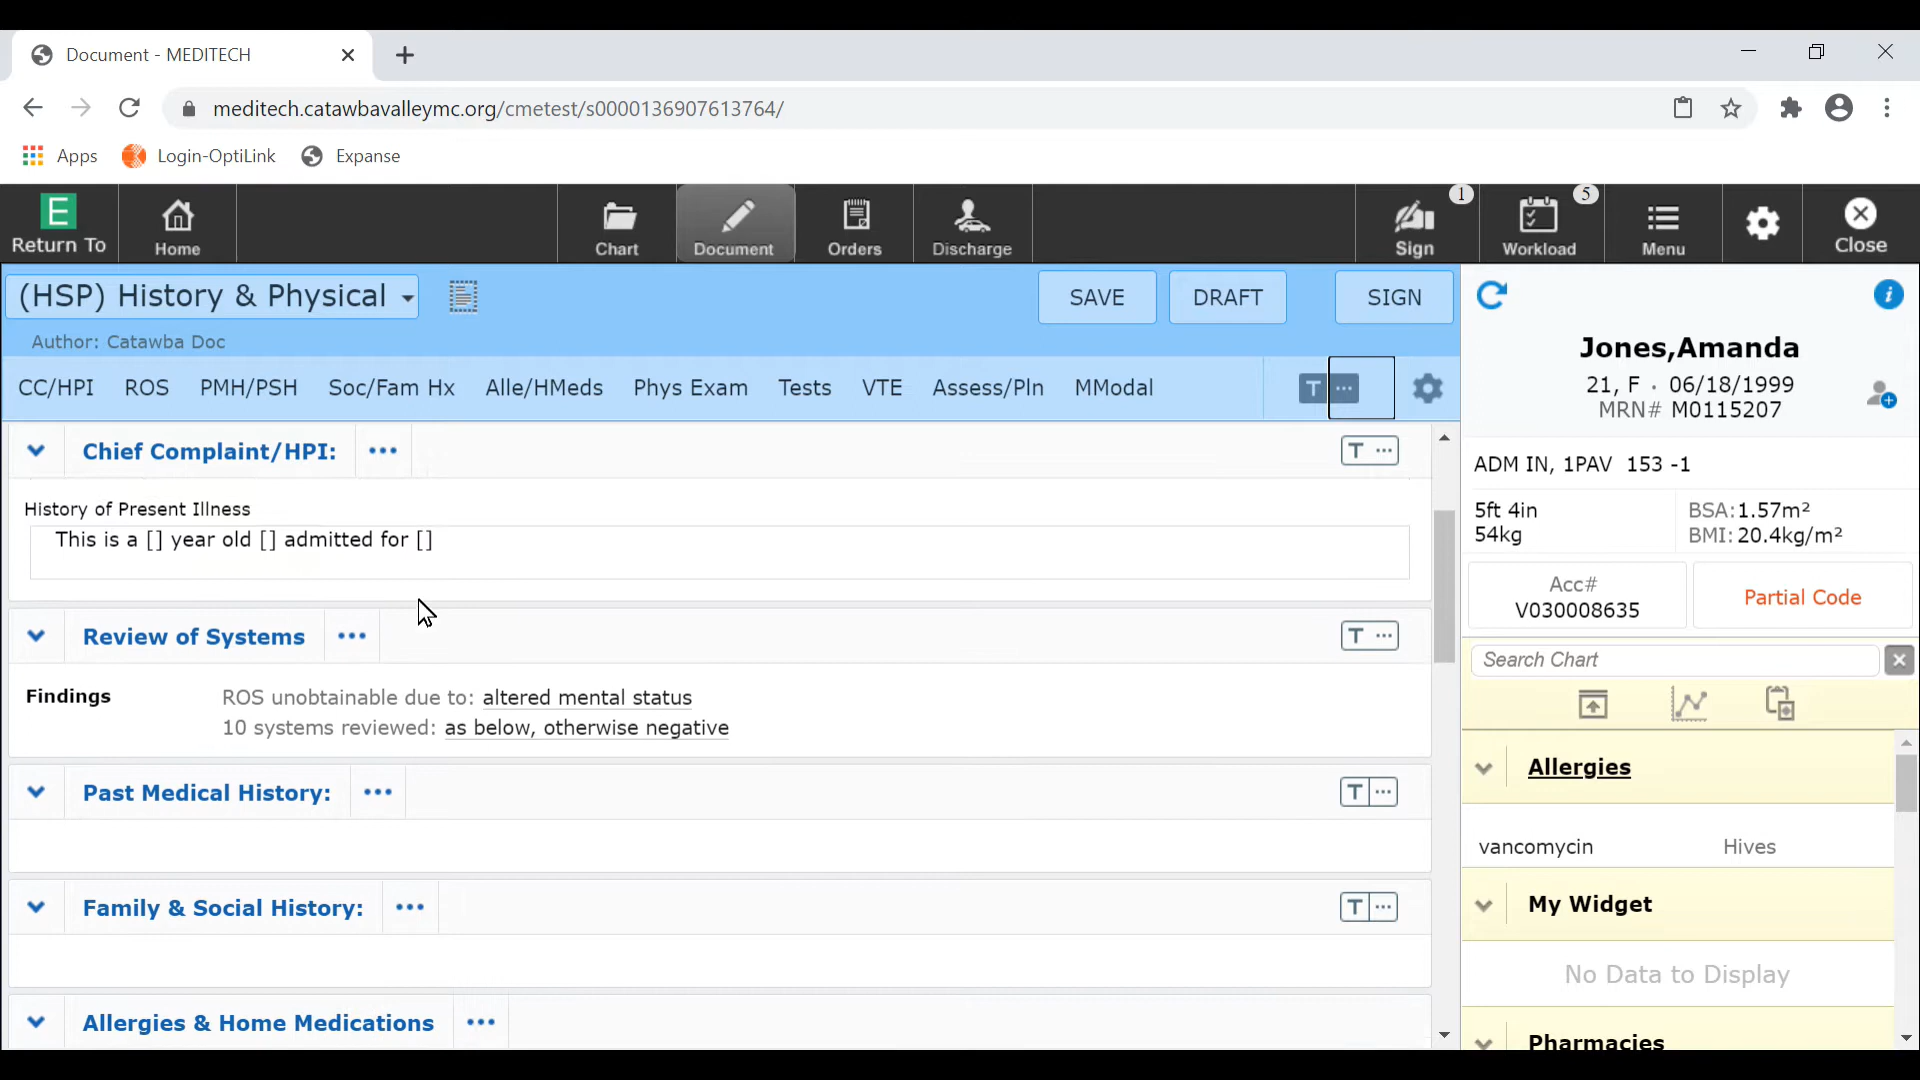 Document - MEDITECH
meditech.catawbavalleymc.org/cmetest/s0000136907613764/
Apps
Login-OptiLink
Expanse
E
Return To
Home
Chart
Document
Orders
Discharge
1
Sign
5
Workload
Menu
Close
(HSP) History & Physical
SAVE
DRAFT
SIGN
Author: Catawba Doc
CC/HPI ROS PMH/PSH Soc/Fam Hx Alle/HMeds Phys Exam Tests VTE Assess/Pln MModal
T ...
Chief Complaint/HPI: ...
T ...
History of Present Illness
This is a [] year old [] admitted for []
Review of Systems ...
T ...
Findings
ROS unobtainable due to: altered mental status
10 systems reviewed: as below, otherwise negative
Past Medical History: ...
T ...
Family & Social History: ...
T ...
Allergies & Home Medications ...
i
Jones,Amanda
21, F · 06/18/1999
MRN# M0115207
ADM IN, 1PAV 153 -1
5ft 4in
54kg
BSA: 1.57m²
BMI: 20.4kg/m²
Acc#
V030008635
Partial Code
Search Chart
Allergies
vancomycin Hives
My Widget
No Data to Display
Pharmacies